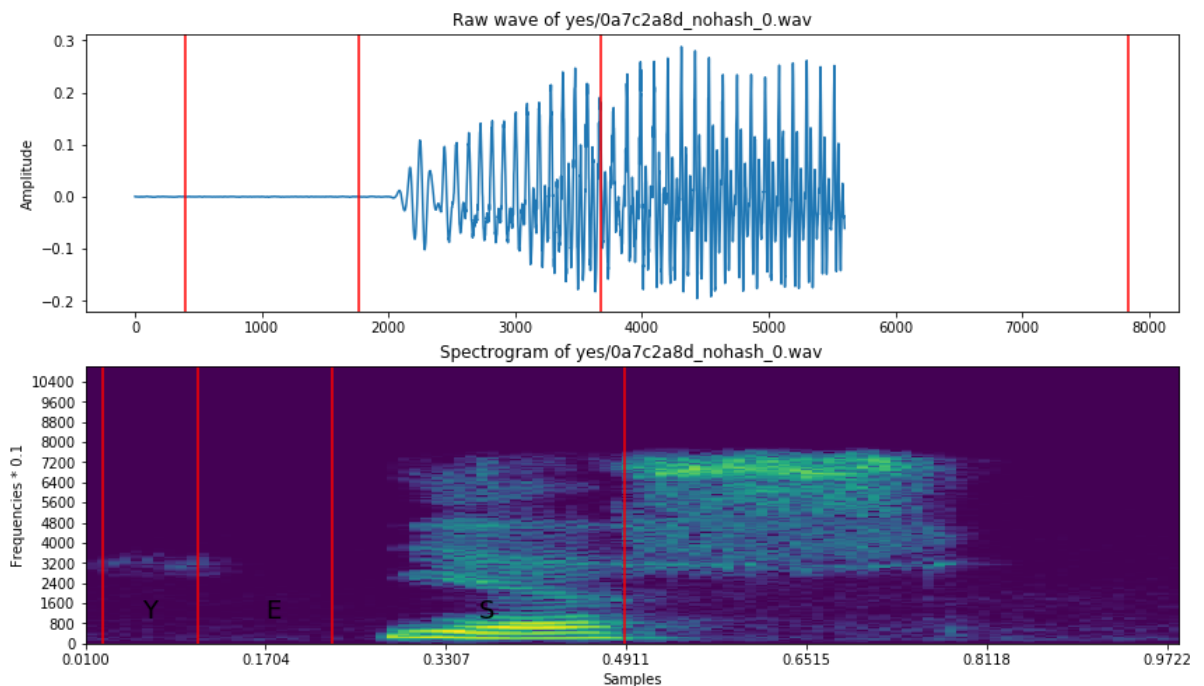 Raw wave of yes/0a7c2a8d_nohash_0.wav
0.3
0.2
0.1
0.0
−0.1
−0.2
Amplitude
0 1000 2000 3000 4000 5000 6000 7000 8000
Spectrogram of yes/0a7c2a8d_nohash_0.wav
10400
9600
8800
8000
7200
6400
5600
4800
4000
3200
2400
1600
800
0
Frequencies * 0.1
Y E S
0.0100 0.1704 0.3307 0.4911 0.6515 0.8118 0.9722
Samples